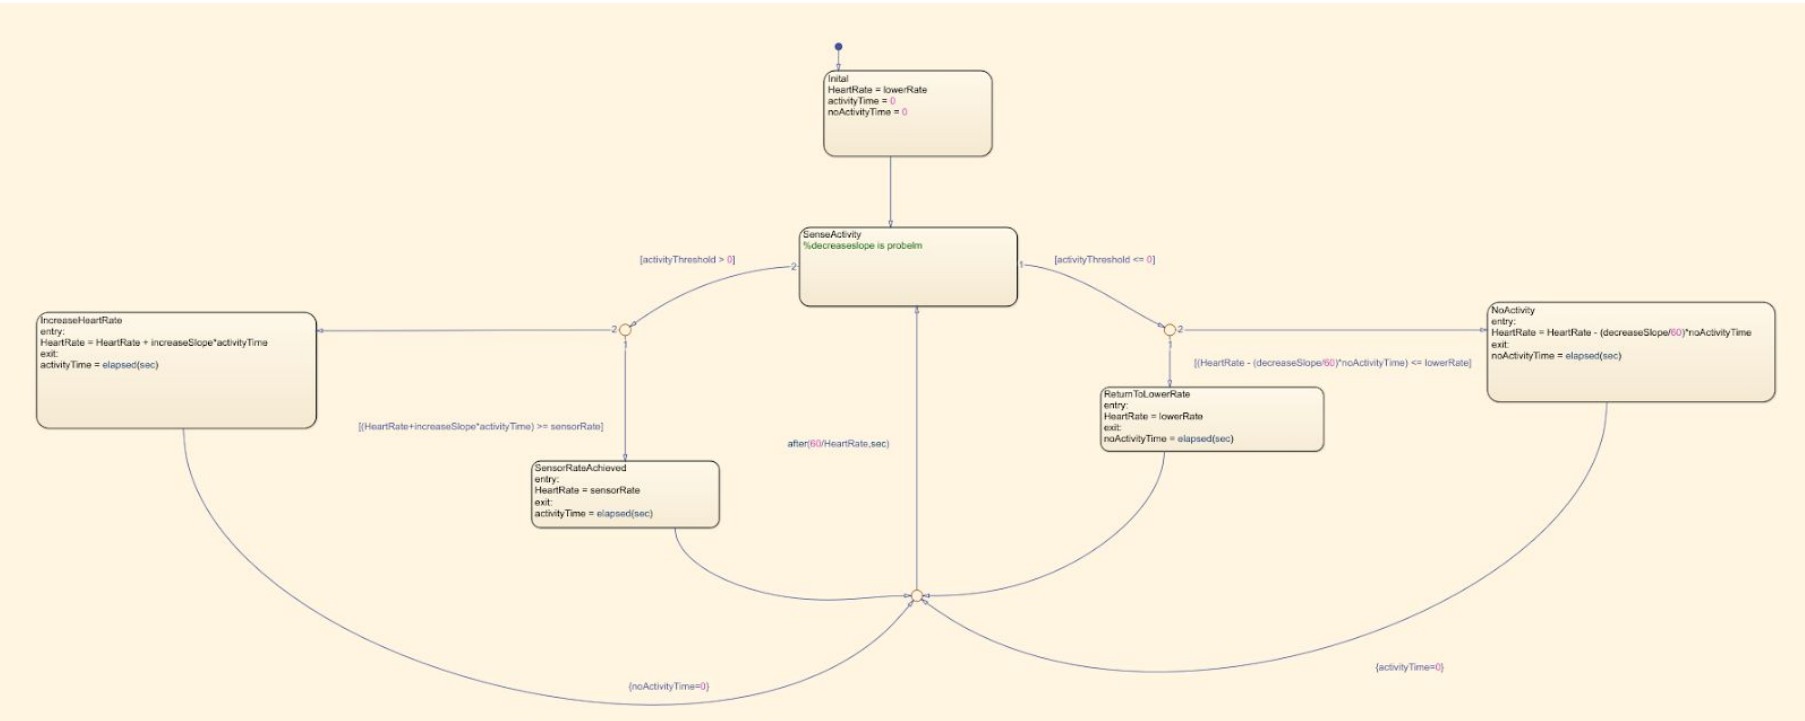 Inital
HeartRate = lowerRate
activityTime = 0
noActivityTime = 0
SenseActivity
%decreaseslope is probelm
[activityThreshold > 0]
2
1
[activityThreshold <= 0]
IncreaseHeartRate
entry:
HeartRate = HeartRate + increaseSlope*activityTime
exit:
activityTime = elapsed(sec)
2
1
2
1
NoActivity
entry:
HeartRate = HeartRate - (decreaseSlope/60)*noActivityTime
exit:
noActivityTime = elapsed(sec)
[(HeartRate - (decreaseSlope/60)*noActivityTime) <= lowerRate]
ReturnToLowerRate
entry:
HeartRate = lowerRate
exit:
noActivityTime = elapsed(sec)
[(HeartRate+increaseSlope*activityTime) >= sensorRate]
after(60/HeartRate,sec)
SensorRateAchieved
entry:
HeartRate = sensorRate
exit:
activityTime = elapsed(sec)
{noActivityTime=0}
{activityTime=0}